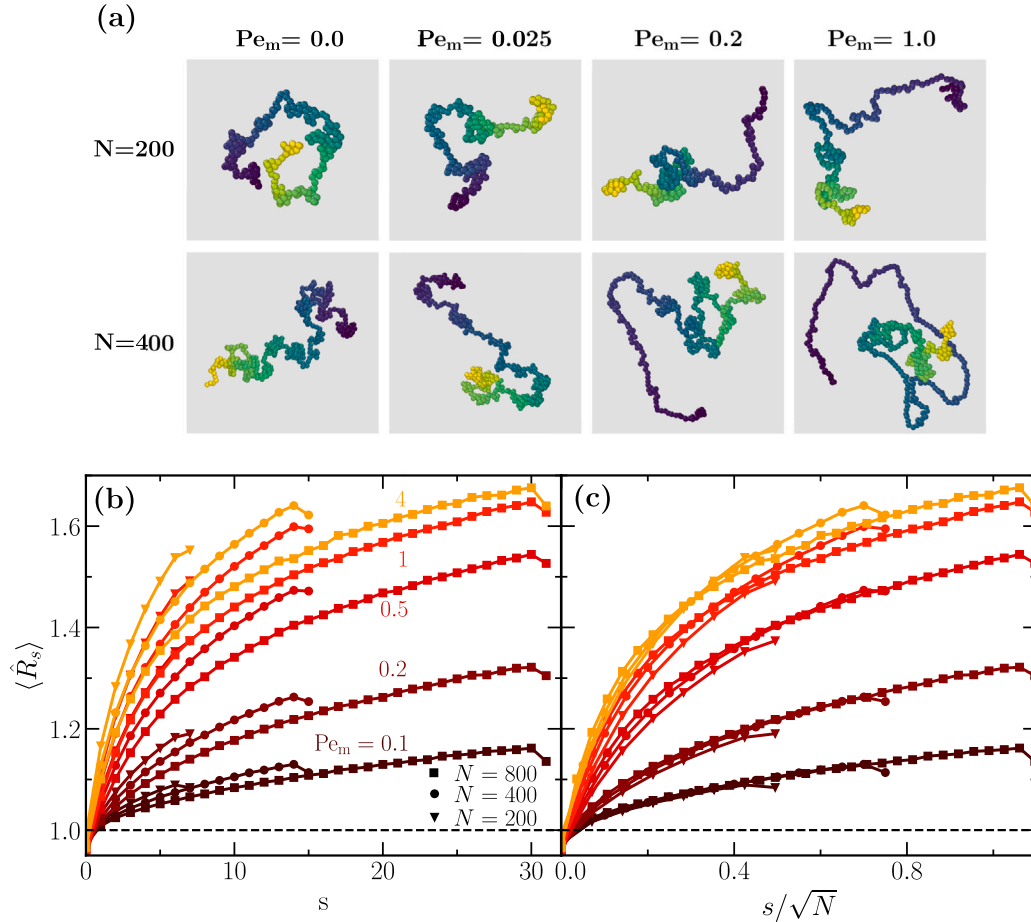 (a)
Pe_m= 0.0 Pe_m= 0.025 Pe_m= 0.2 Pe_m= 1.0
N=200
N=400
(b)
(c)
⟨R̂_s⟩
1.6
1.4
1.2
1.0
4
1
0.5
0.2
Pe_m = 0.1
■ N = 800
● N = 400
▼ N = 200
0 10 20 30
s
0.0 0.4 0.8
s/√N